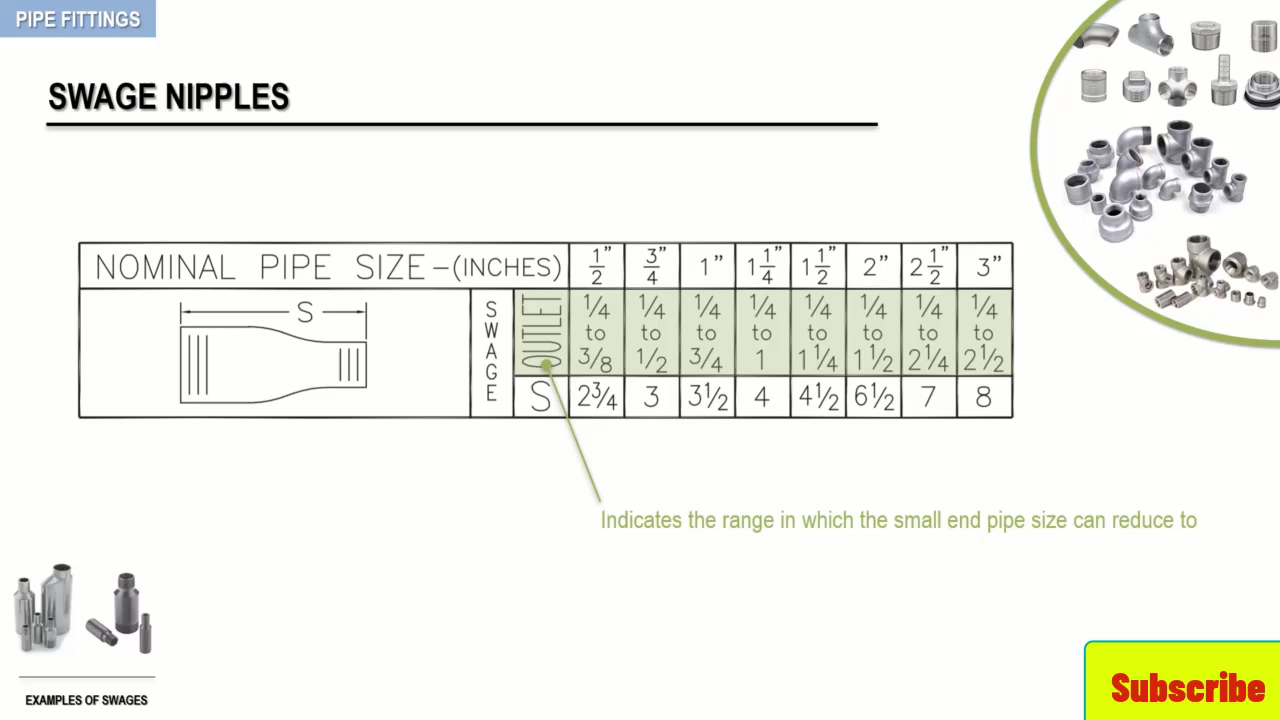 PIPE FITTINGS
SWAGE NIPPLES
NOMINAL PIPE SIZE-(INCHES) 1/2" 3/4" 1" 1 1/4" 1 1/2" 2" 2 1/2" 3"
S
SWAGE
OUTLET 1/4 to 3/8 1/4 to 1/2 1/4 to 3/4 1/4 to 1 1/4 to 1 1/4 1/4 to 1 1/2 1/4 to 2 1/4 1/4 to 2 1/2
S 2 3/4 3 3 1/2 4 4 1/2 6 1/2 7 8
Indicates the range in which the small end pipe size can reduce to
EXAMPLES OF SWAGES
Subscribe